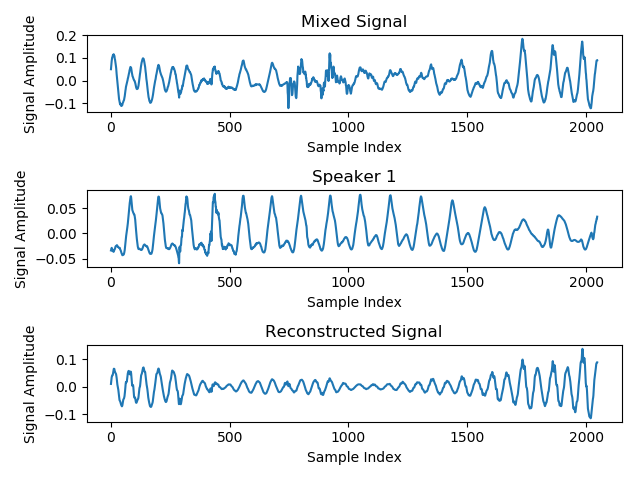 Mixed Signal
Signal Amplitude
0.2
0.1
0.0
−0.1
0 500 1000 1500 2000
Sample Index
Speaker 1
Signal Amplitude
0.05
0.00
−0.05
0 500 1000 1500 2000
Sample Index
Reconstructed Signal
Signal Amplitude
0.1
0.0
−0.1
0 500 1000 1500 2000
Sample Index